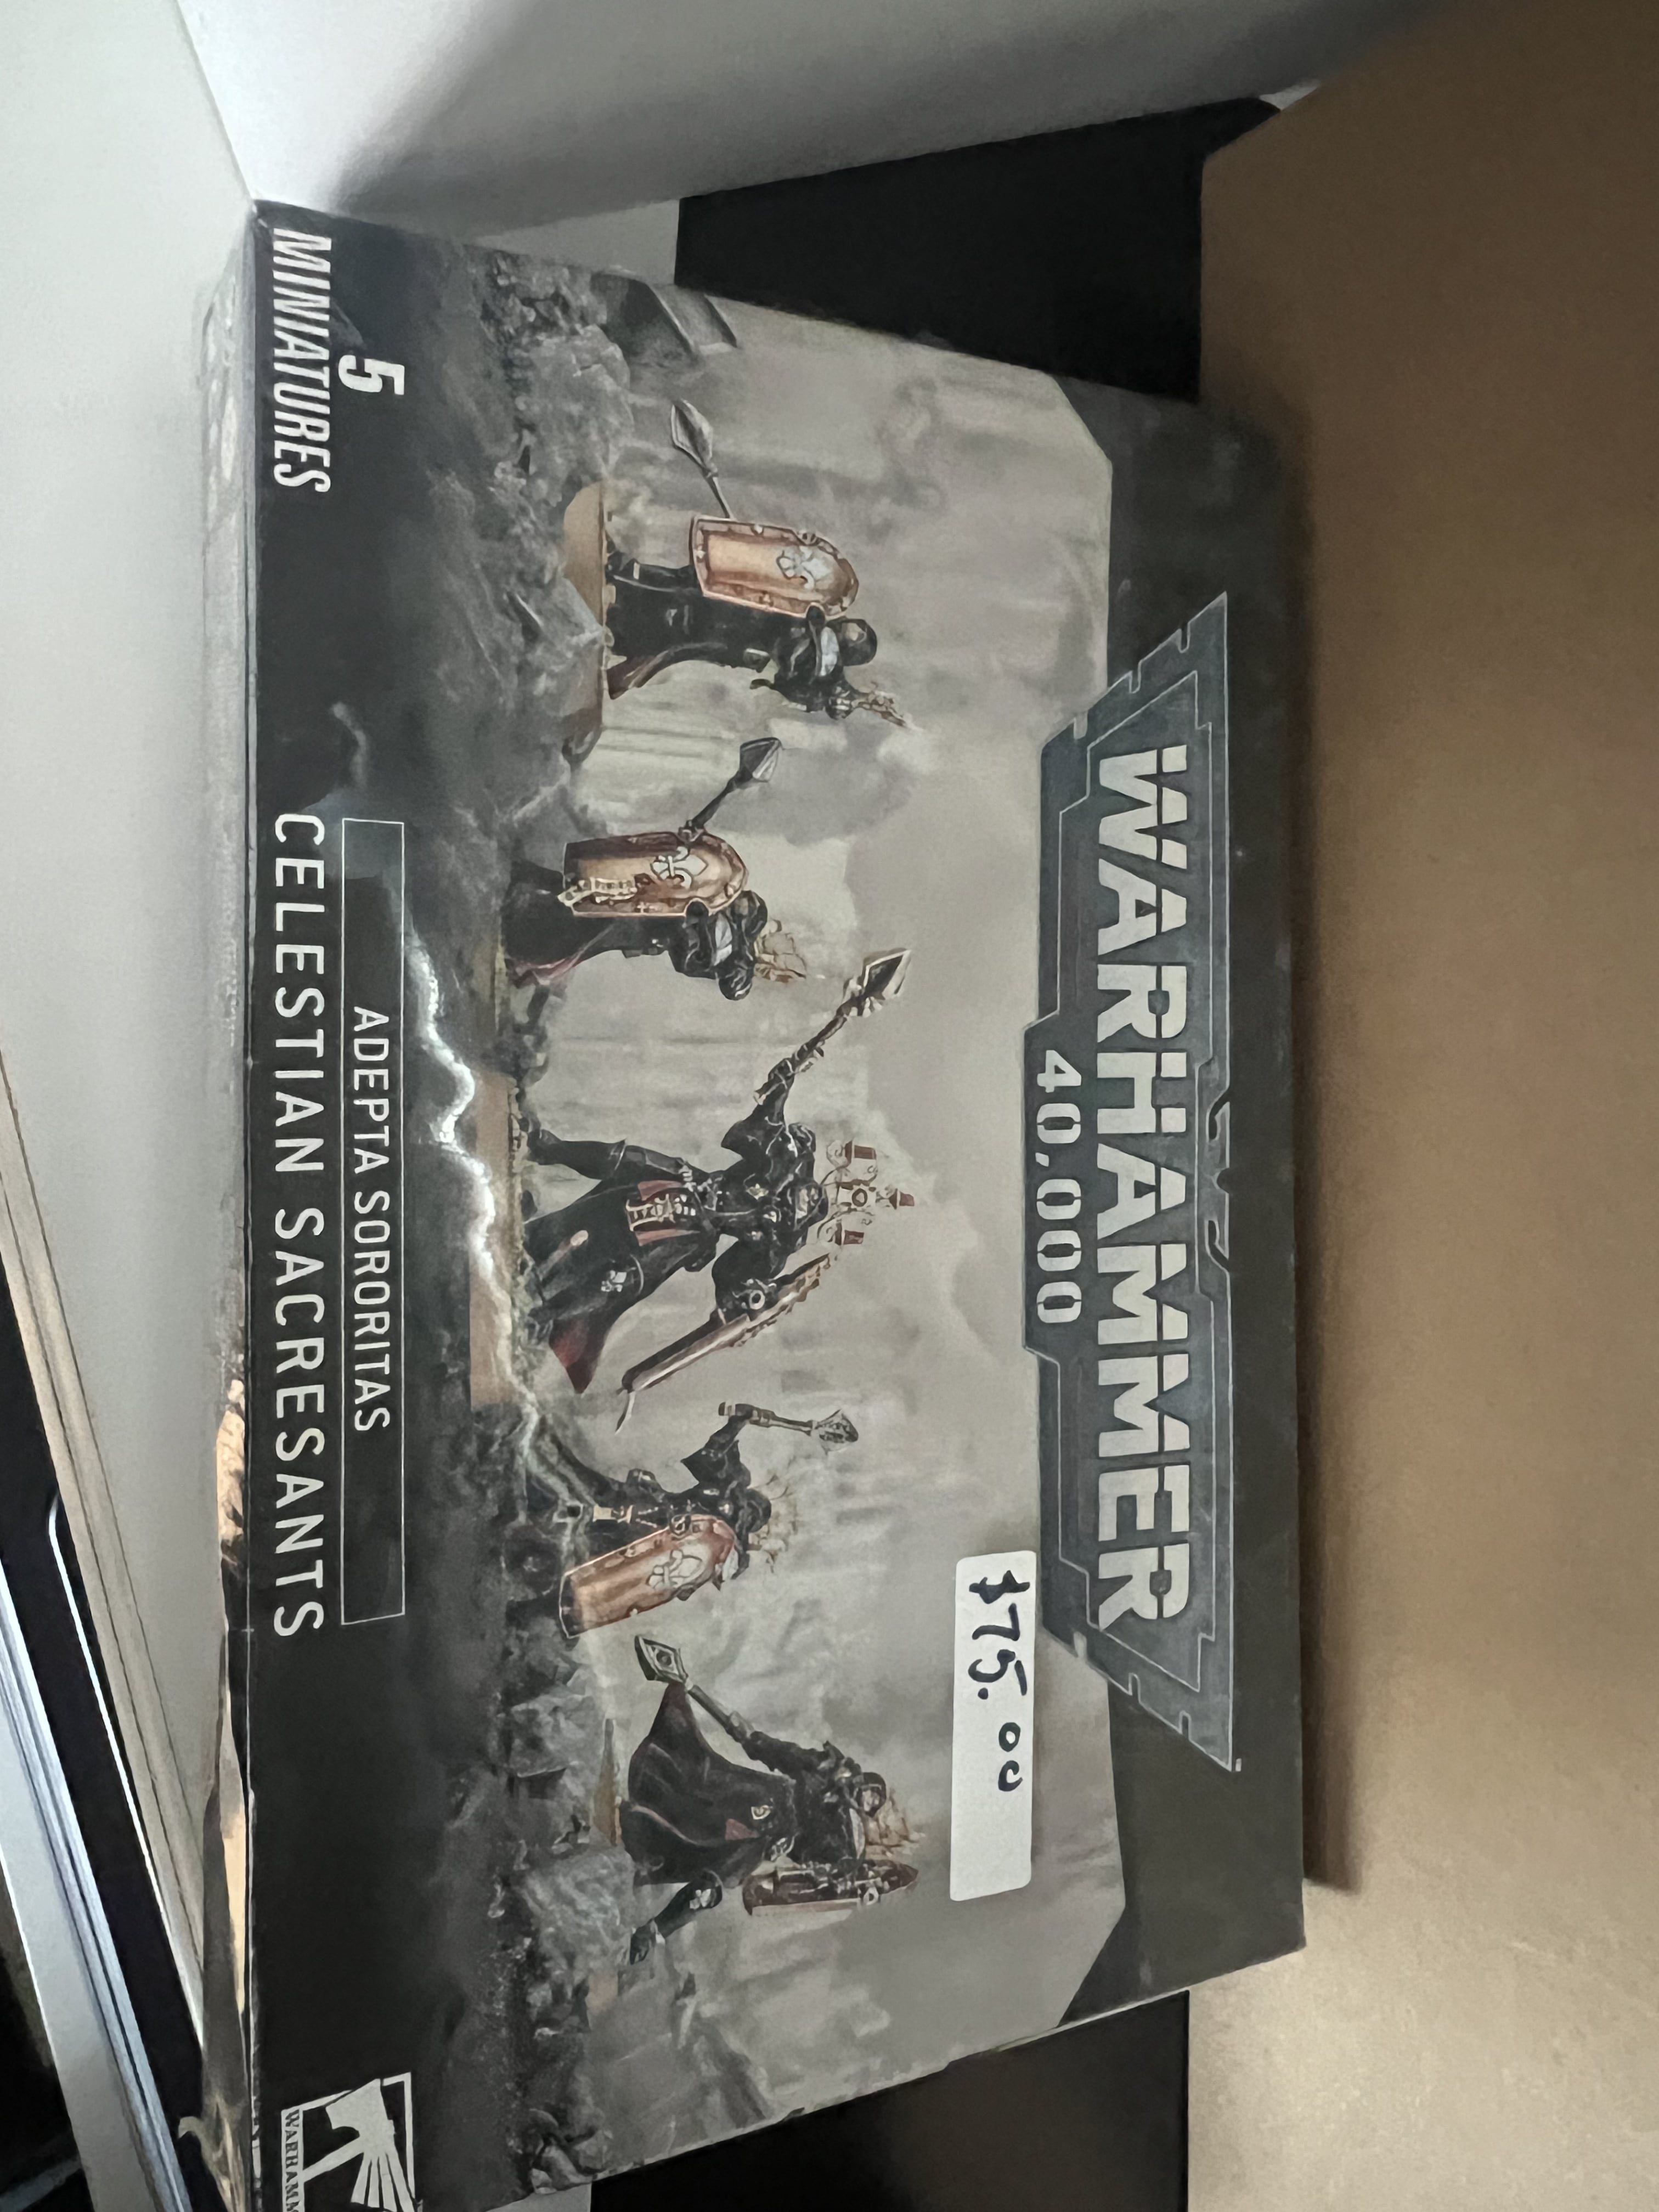 WARHAMMER
40,000
$75.00
5
MINIATURES
ADEPTA SORORITAS
CELESTIAN SACRESANTS